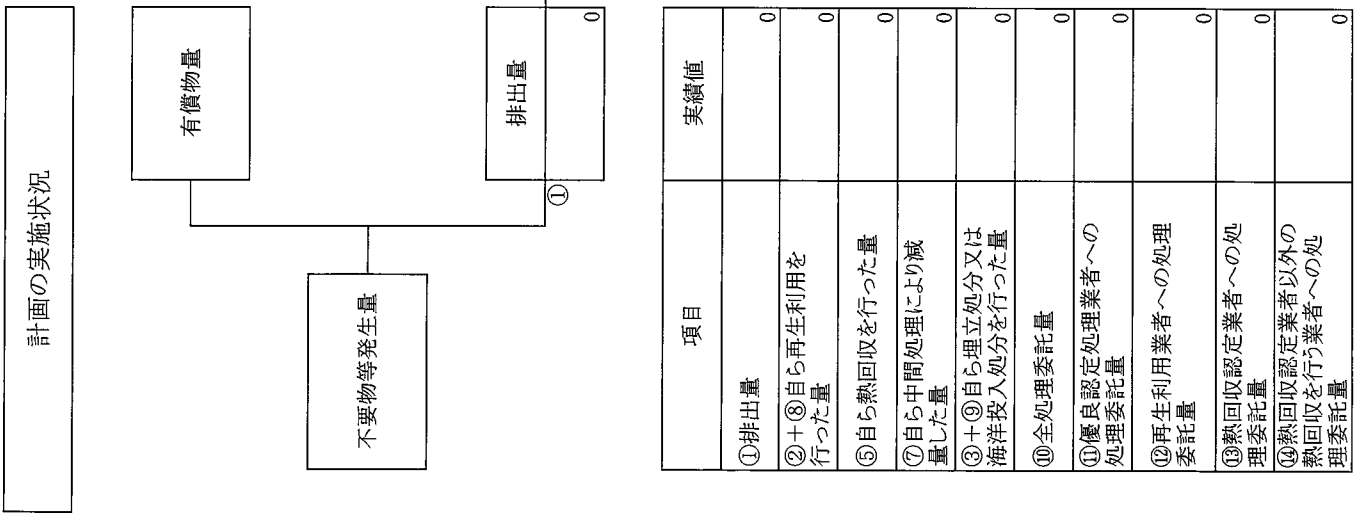 計画の実施状況
不要物等発生量
有償物量
①
排出量
0
項目
実績値
①排出量
0
②+⑧自ら再生利用を
行った量
0
⑤自ら熱回収を行った量
0
⑦自ら中間処理により減
量した量
0
③+⑨自ら埋立処分又は
海洋投入処分を行った量
0
⑩全処理委託量
0
⑪優良認定処理業者への
処理委託量
0
⑫再生利用業者への処理
委託量
0
⑬熱回収認定業者への処
理委託量
0
⑭熱回収認定業者以外の
熱回収を行う業者への処
理委託量
0